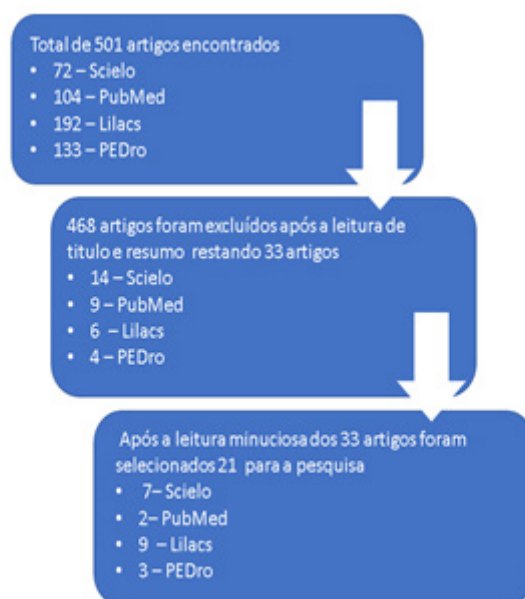 Total de 501 artigos encontrados
• 72 – Scielo
• 104 – PubMed
• 192 – Lilacs
• 133 – PEDro
468 artigos foram excluídos após a leitura de
titulo e resumo restando 33 artigos
• 14 – Scielo
• 9 – PubMed
• 6 – Lilacs
• 4 – PEDro
Após a leitura minuciosa dos 33 artigos foram
selecionados 21 para a pesquisa
• 7– Scielo
• 2– PubMed
• 9 – Lilacs
• 3 – PEDro